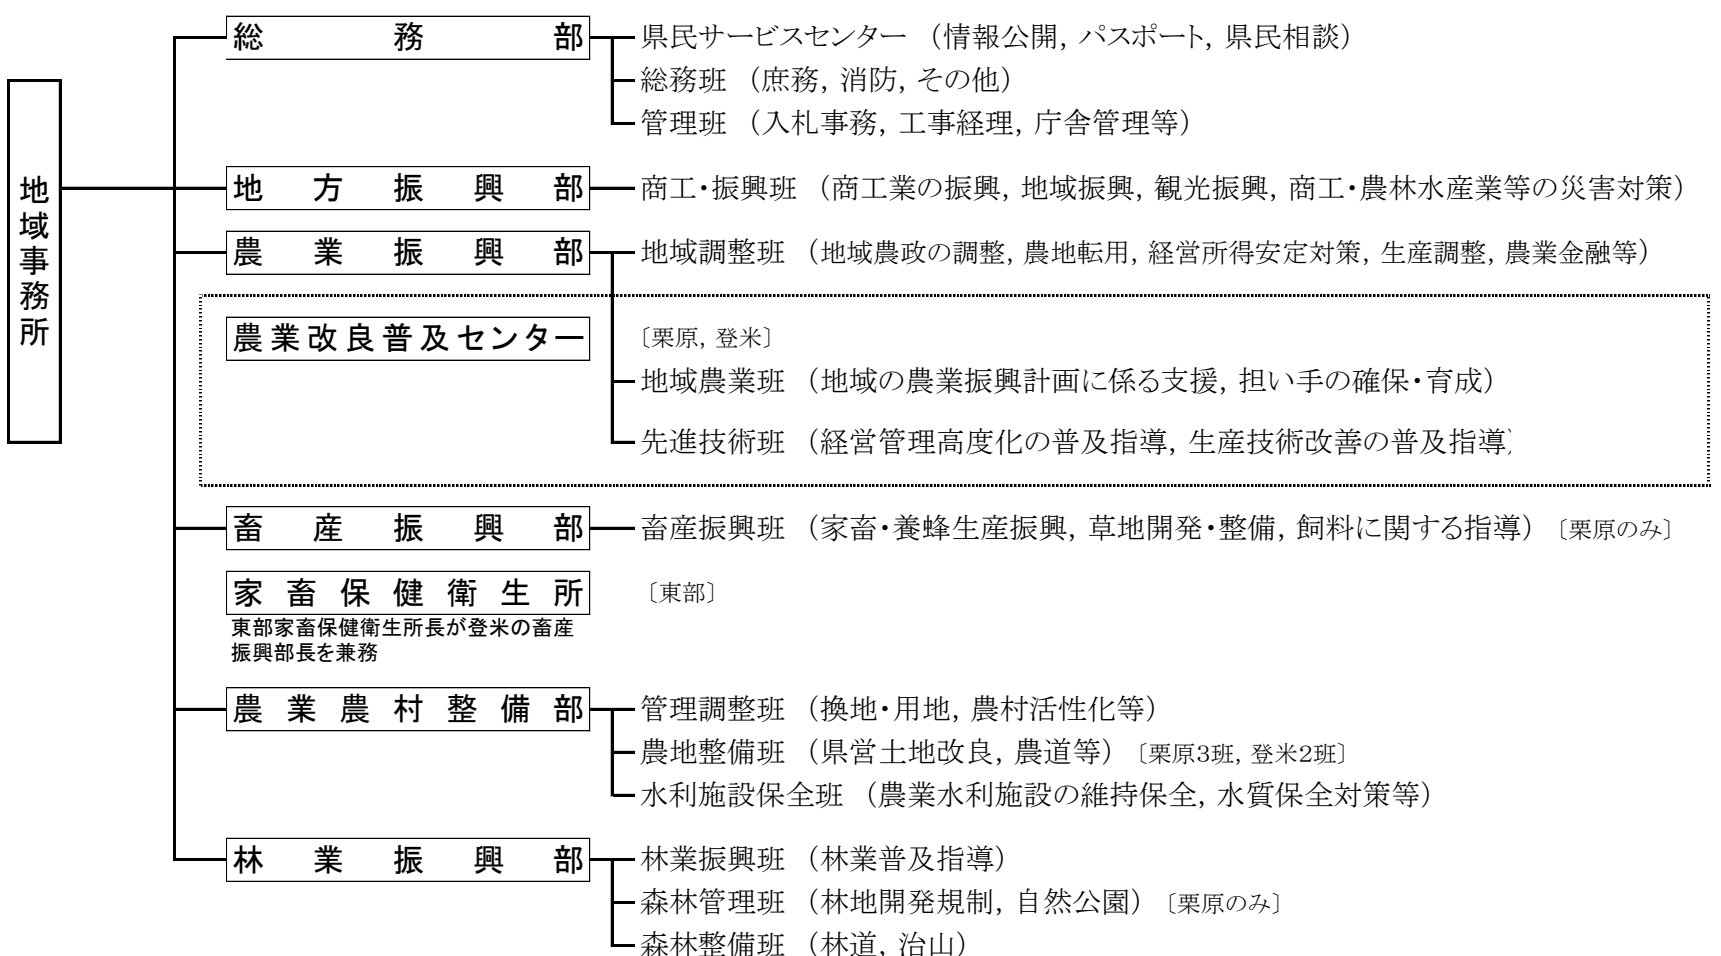 地域事務所
総務部 県民サービスセンター （情報公開, パスポート, 県民相談）
総務班 （庶務, 消防, その他）
管理班 （入札事務, 工事経理, 庁舎管理等）
地方振興部 商工・振興班 （商工業の振興, 地域振興, 観光振興, 商工・農林水産業等の災害対策）
農業振興部 地域調整班 （地域農政の調整, 農地転用, 経営所得安定対策, 生産調整, 農業金融等）
農業改良普及センター 〔栗原, 登米〕
地域農業班 （地域の農業振興計画に係る支援, 担い手の確保・育成）
先進技術班 （経営管理高度化の普及指導, 生産技術改善の普及指導）
畜産振興部 畜産振興班 （家畜・養蜂生産振興, 草地開発・整備, 飼料に関する指導） 〔栗原のみ〕
家畜保健衛生所 〔東部〕
東部家畜保健衛生所長が登米の畜産
振興部長を兼務
農業農村整備部 管理調整班 （換地・用地, 農村活性化等）
農地整備班 （県営土地改良, 農道等） 〔栗原3班, 登米2班〕
水利施設保全班 （農業水利施設の維持保全, 水質保全対策等）
林業振興部 林業振興班 （林業普及指導）
森林管理班 （林地開発規制, 自然公園） 〔栗原のみ〕
森林整備班 （林道, 治山）